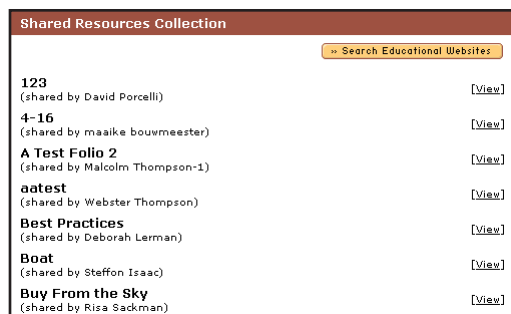 Shared Resources Collection
» Search Educational Websites
123
(shared by David Porcelli)
[View]
4-16
(shared by maaike bouwmeester)
[View]
A Test Folio 2
(shared by Malcolm Thompson-1)
[View]
aatest
(shared by Webster Thompson)
[View]
Best Practices
(shared by Deborah Lerman)
[View]
Boat
(shared by Steffon Isaac)
[View]
Buy From the Sky
(shared by Risa Sackman)
[View]